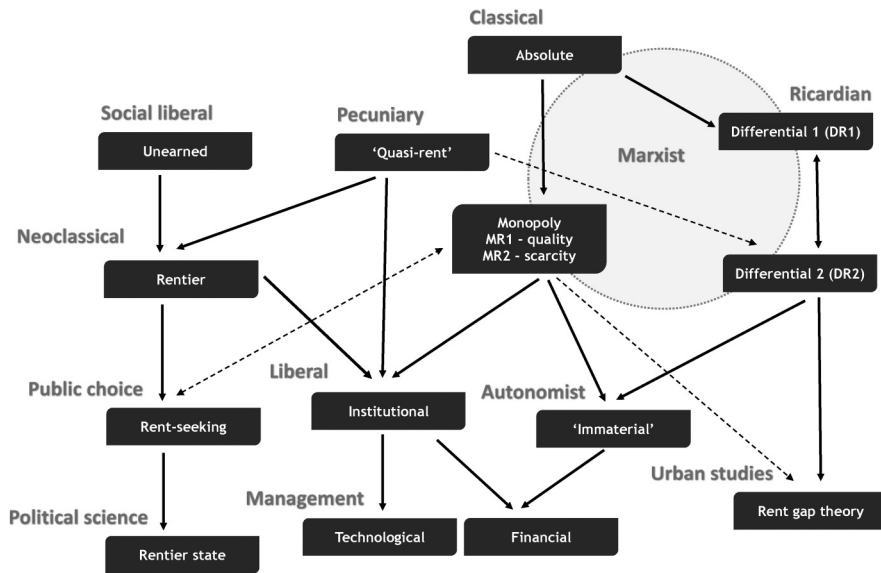 Classical
Absolute
Ricardian
Social liberal
Pecuniary
Differential 1 (DR1)
Unearned
‘Quasi-rent’
Marxist
Monopoly
MR1 - quality
MR2 - scarcity
Neoclassical
Rentier
Differential 2 (DR2)
Liberal
Public choice
Autonomist
Institutional
Rent-seeking
‘Immaterial’
Urban studies
Management
Political science
Rent gap theory
Technological
Financial
Rentier state